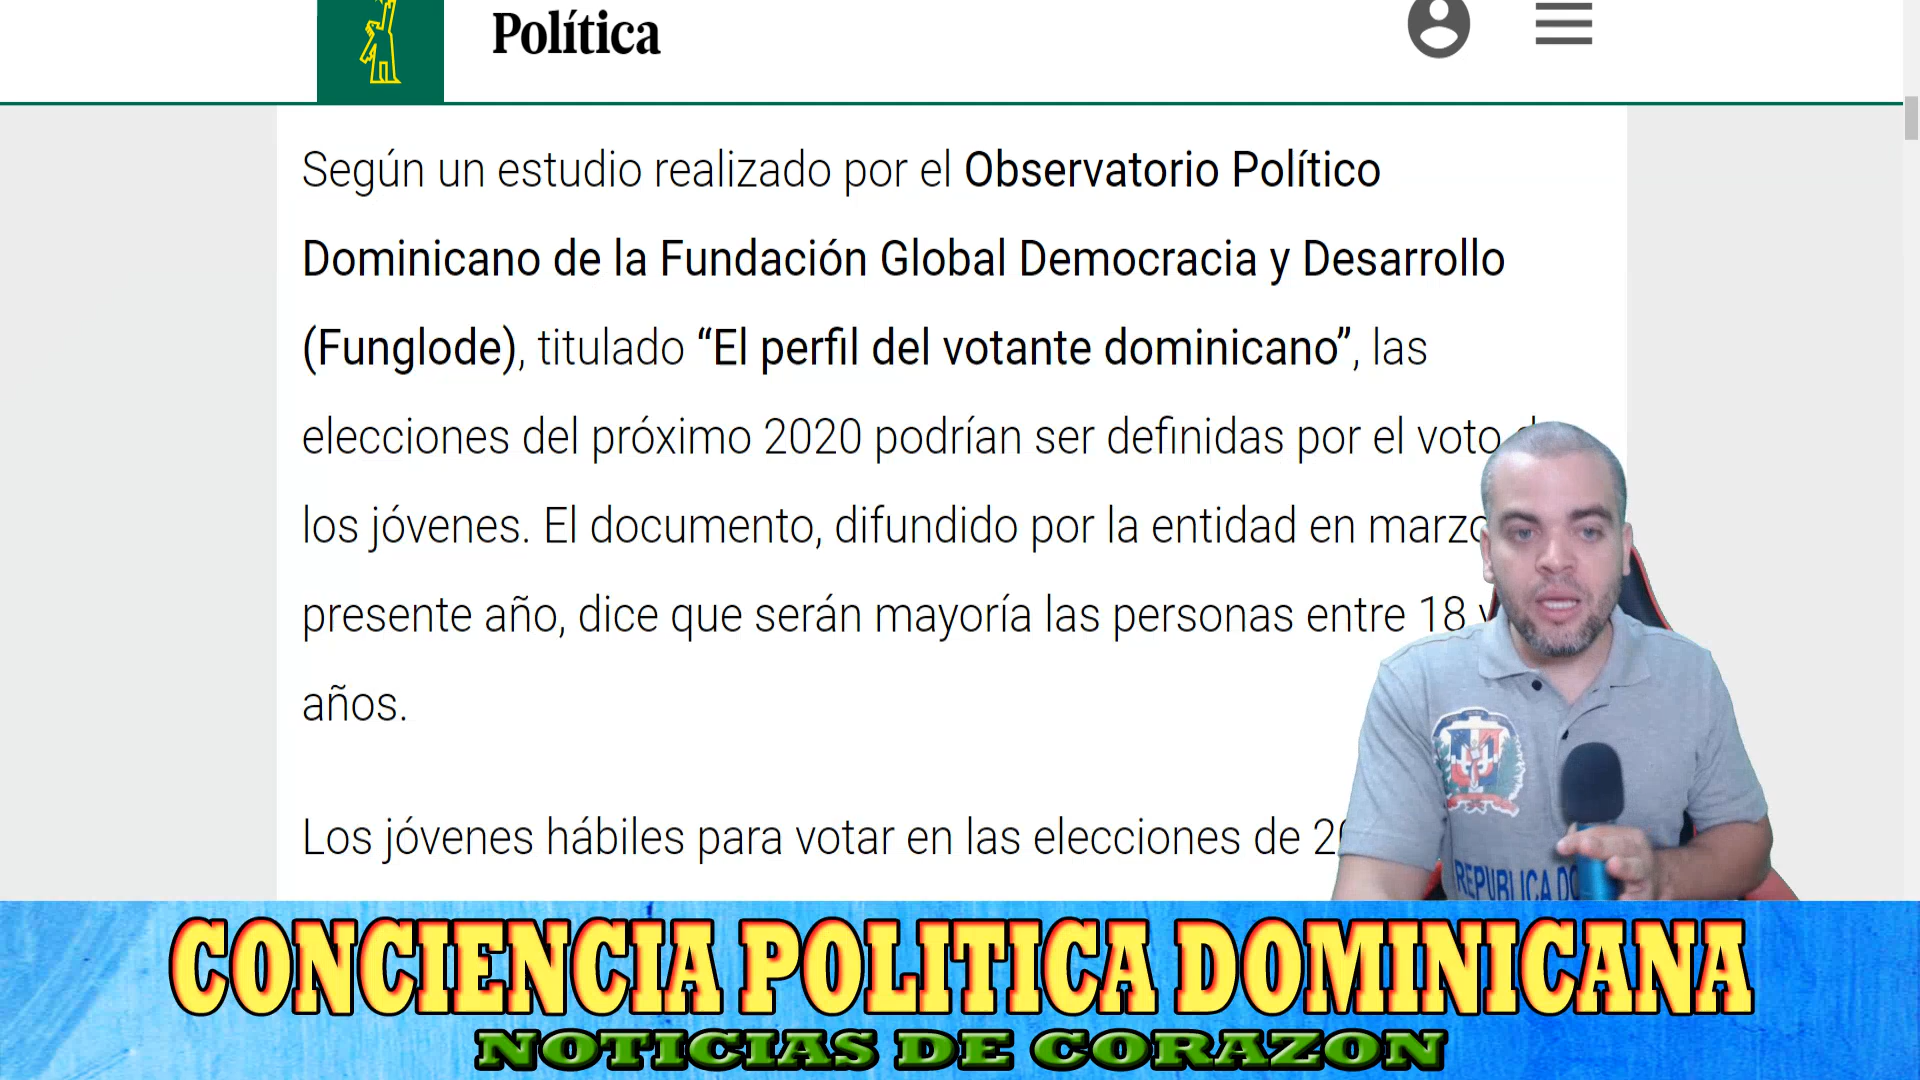 Política
Según un estudio realizado por el Observatorio Político
Dominicano de la Fundación Global Democracia y Desarrollo
(Funglode), titulado “El perfil del votante dominicano”, las
elecciones del próximo 2020 podrían ser definidas por el voto
los jóvenes. El documento, difundido por la entidad en marzo
presente año, dice que serán mayoría las personas entre 18
años.
Los jóvenes hábiles para votar en las elecciones de
REPUBLICA
CONCIENCIA POLITICA DOMINICANA
NOTICIAS DE CORAZON